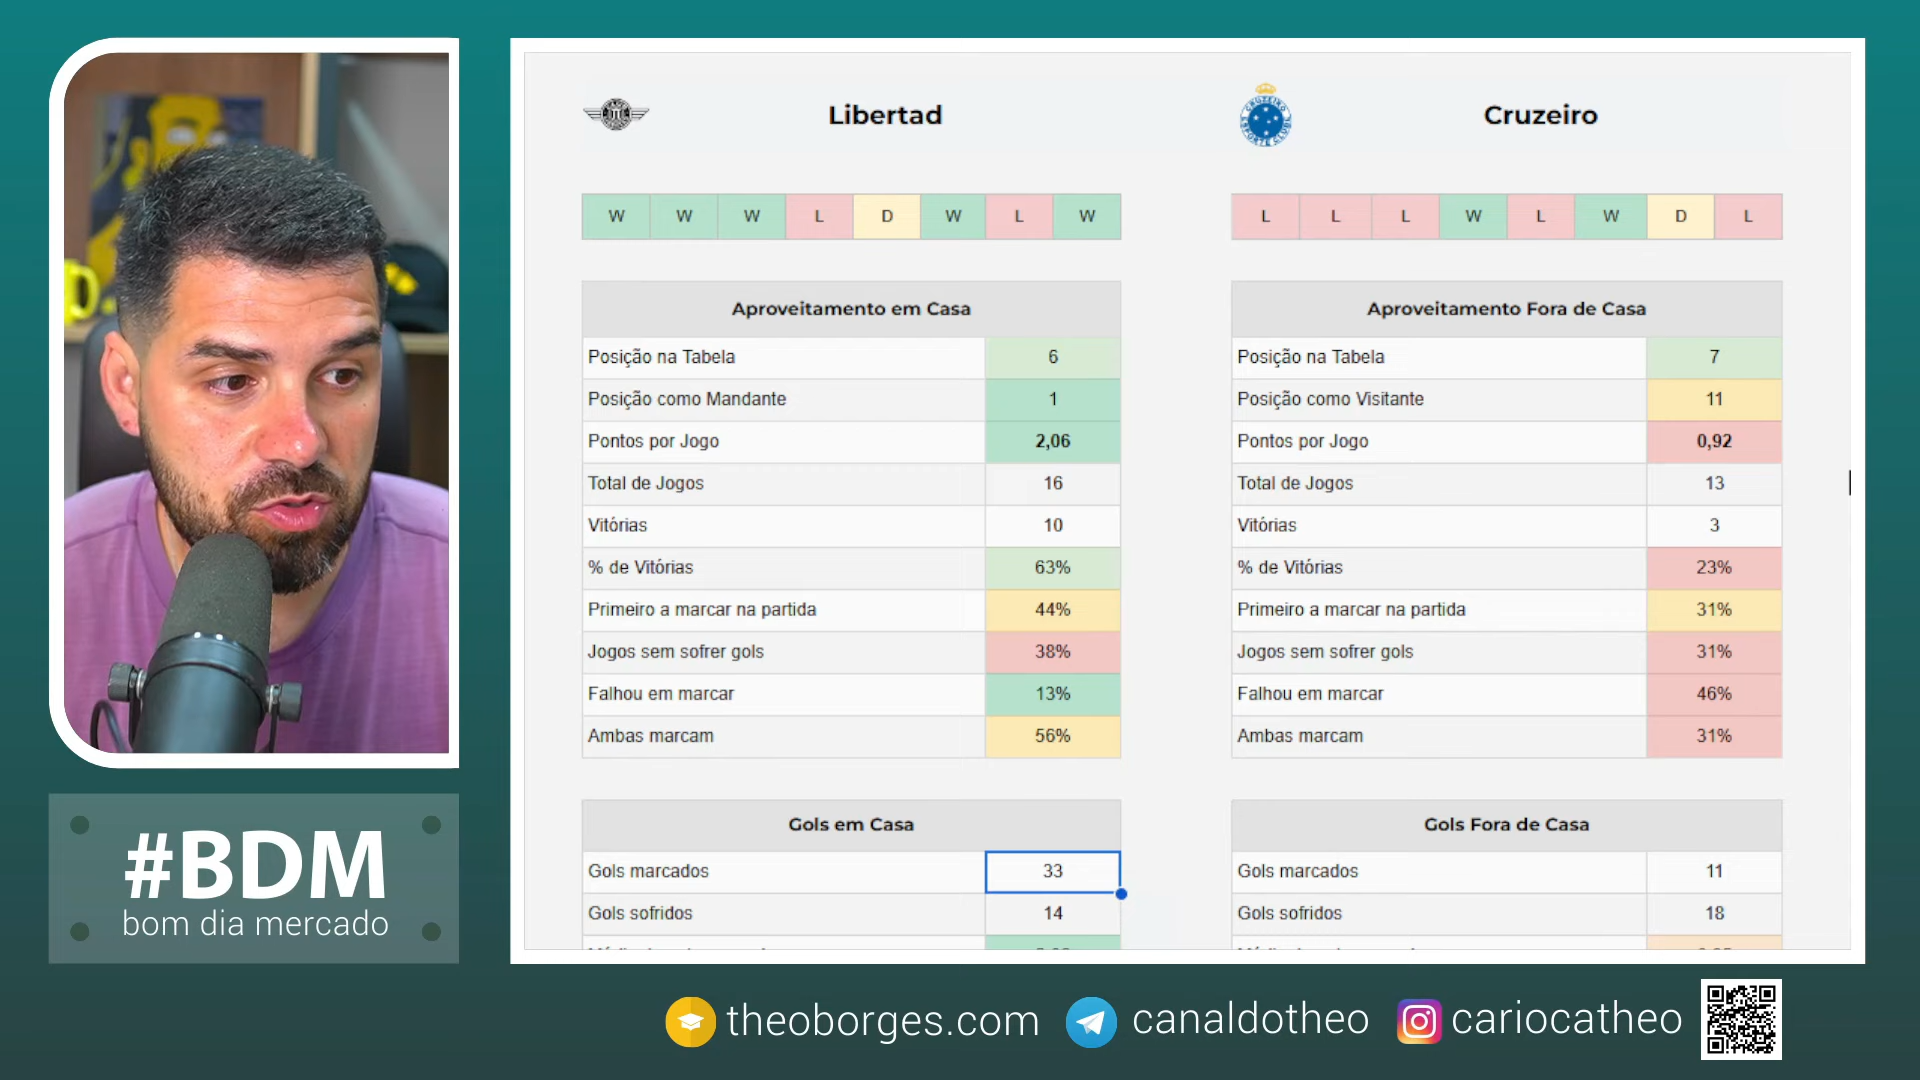 Libertad
Cruzeiro
W W W L D W L W
L L L W L W D L
Aproveitamento em Casa
Posição na Tabela 6
Posição como Mandante 1
Pontos por Jogo 2,06
Total de Jogos 16
Vitórias 10
% de Vitórias 63%
Primeiro a marcar na partida 44%
Jogos sem sofrer gols 38%
Falhou em marcar 13%
Ambas marcam 56%
Aproveitamento Fora de Casa
Posição na Tabela 7
Posição como Visitante 11
Pontos por Jogo 0,92
Total de Jogos 13
Vitórias 3
% de Vitórias 23%
Primeiro a marcar na partida 31%
Jogos sem sofrer gols 31%
Falhou em marcar 46%
Ambas marcam 31%
Gols em Casa
Gols marcados 33
Gols sofridos 14
Gols Fora de Casa
Gols marcados 11
Gols sofridos 18
#BDM
bom dia mercado
theoborges.com
canaldotheo
cariocatheo